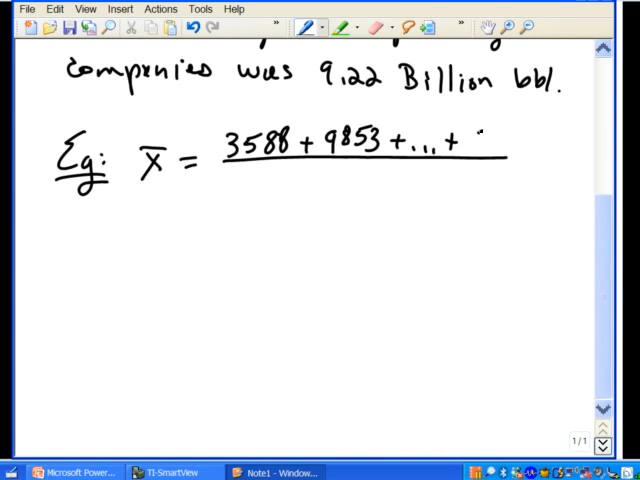 File Edit View Insert Actions Tools Help
companies was 9.22 Billion bbl.
Eg: x̄ = 3588 + 9853 + ... +
1/1
Microsoft Power... TI-SmartView Note1 - Window...